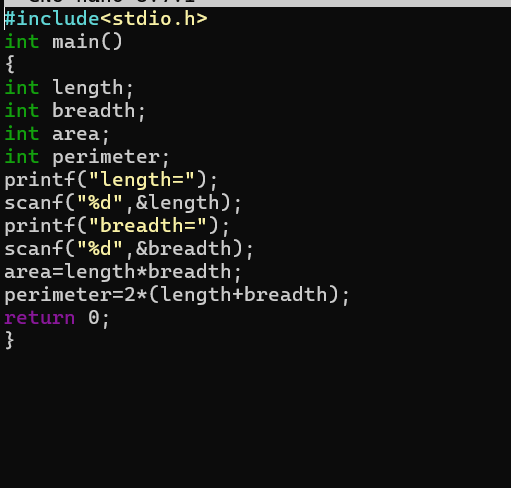 #include<stdio.h>
int main()
{
int length;
int breadth;
int area;
int perimeter;
printf("length=");
scanf("%d",&length);
printf("breadth=");
scanf("%d",&breadth);
area=length*breadth;
perimeter=2*(length+breadth);
return 0;
}